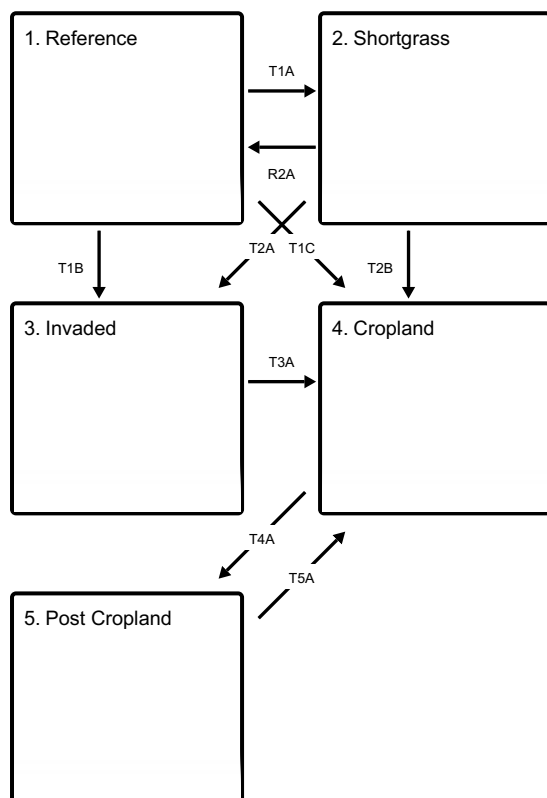 1. Reference
2. Shortgrass
T1A
R2A
T1B
T2A
T1C
T2B
3. Invaded
4. Cropland
T3A
T4A
T5A
5. Post Cropland